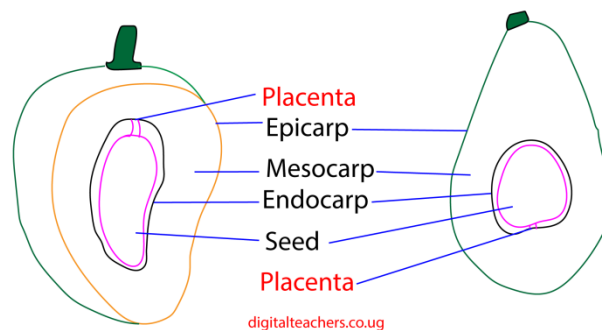 Placenta
Epicarp
Mesocarp
Endocarp
Seed
Placenta
digitalteachers.co.ug